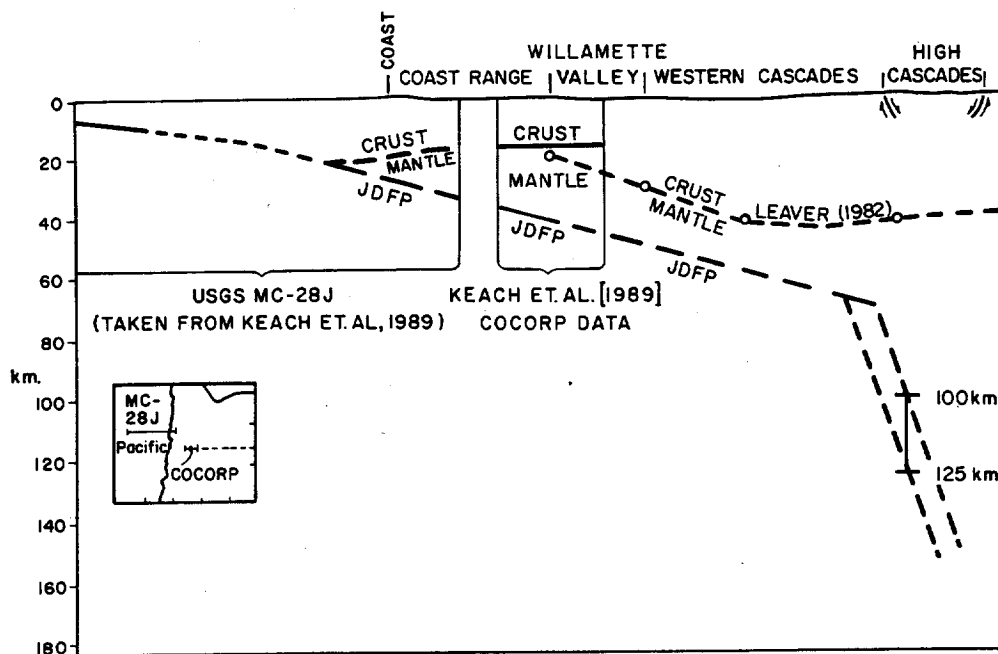 COAST
COAST RANGE
WILLAMETTE
VALLEY
WESTERN CASCADES
HIGH
CASCADES
0
20
40
60
80
km.
100
120
140
160
180
CRUST
MANTLE
JDFP
CRUST
MANTLE
JDFP
CRUST
MANTLE
LEAVER (1982)
JDFP
USGS MC-28J
(TAKEN FROM KEACH ET.AL, 1989)
KEACH ET.AL.[1989]
COCORP DATA
100 km
125 km
MC-
28J
Pacific
COCORP